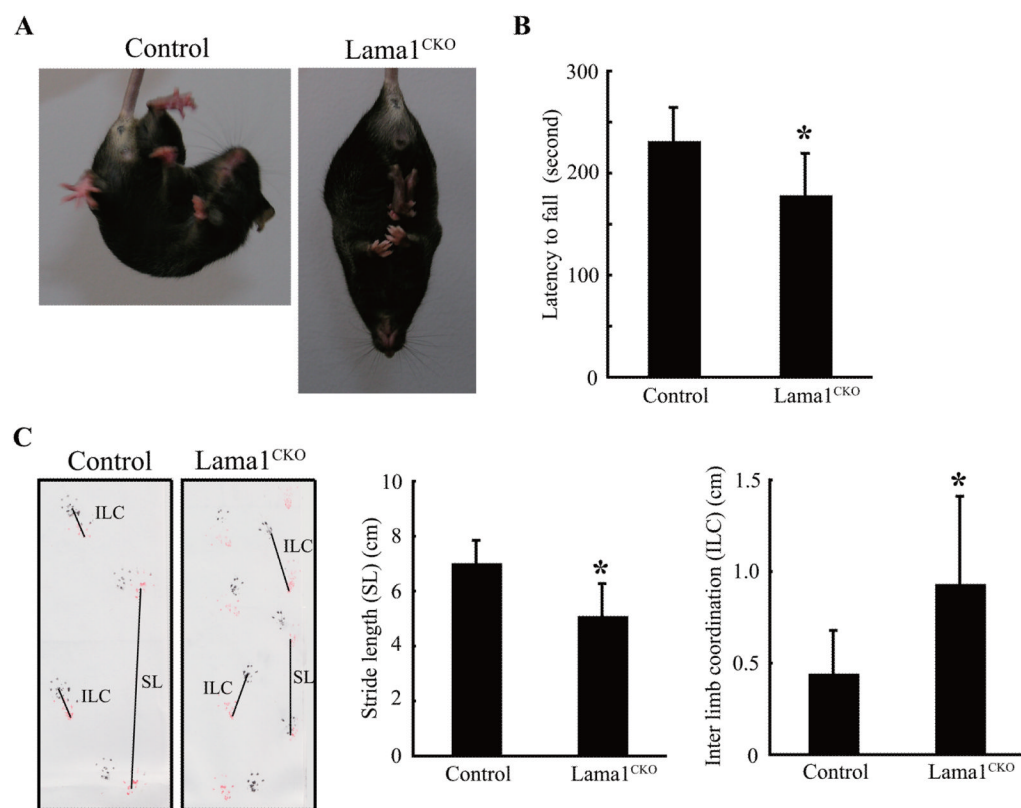 A
Control
Lama1CKO
B
300
200
100
0
Latency to fall (second)
*
Control
Lama1CKO
C
Control
Lama1CKO
ILC
ILC
SL
ILC
ILC
SL
10
8
6
4
2
0
Stride length (SL) (cm)
*
Control
Lama1CKO
1.5
1.0
0.5
0
Inter limb coordination (ILC) (cm)
*
Control
Lama1CKO